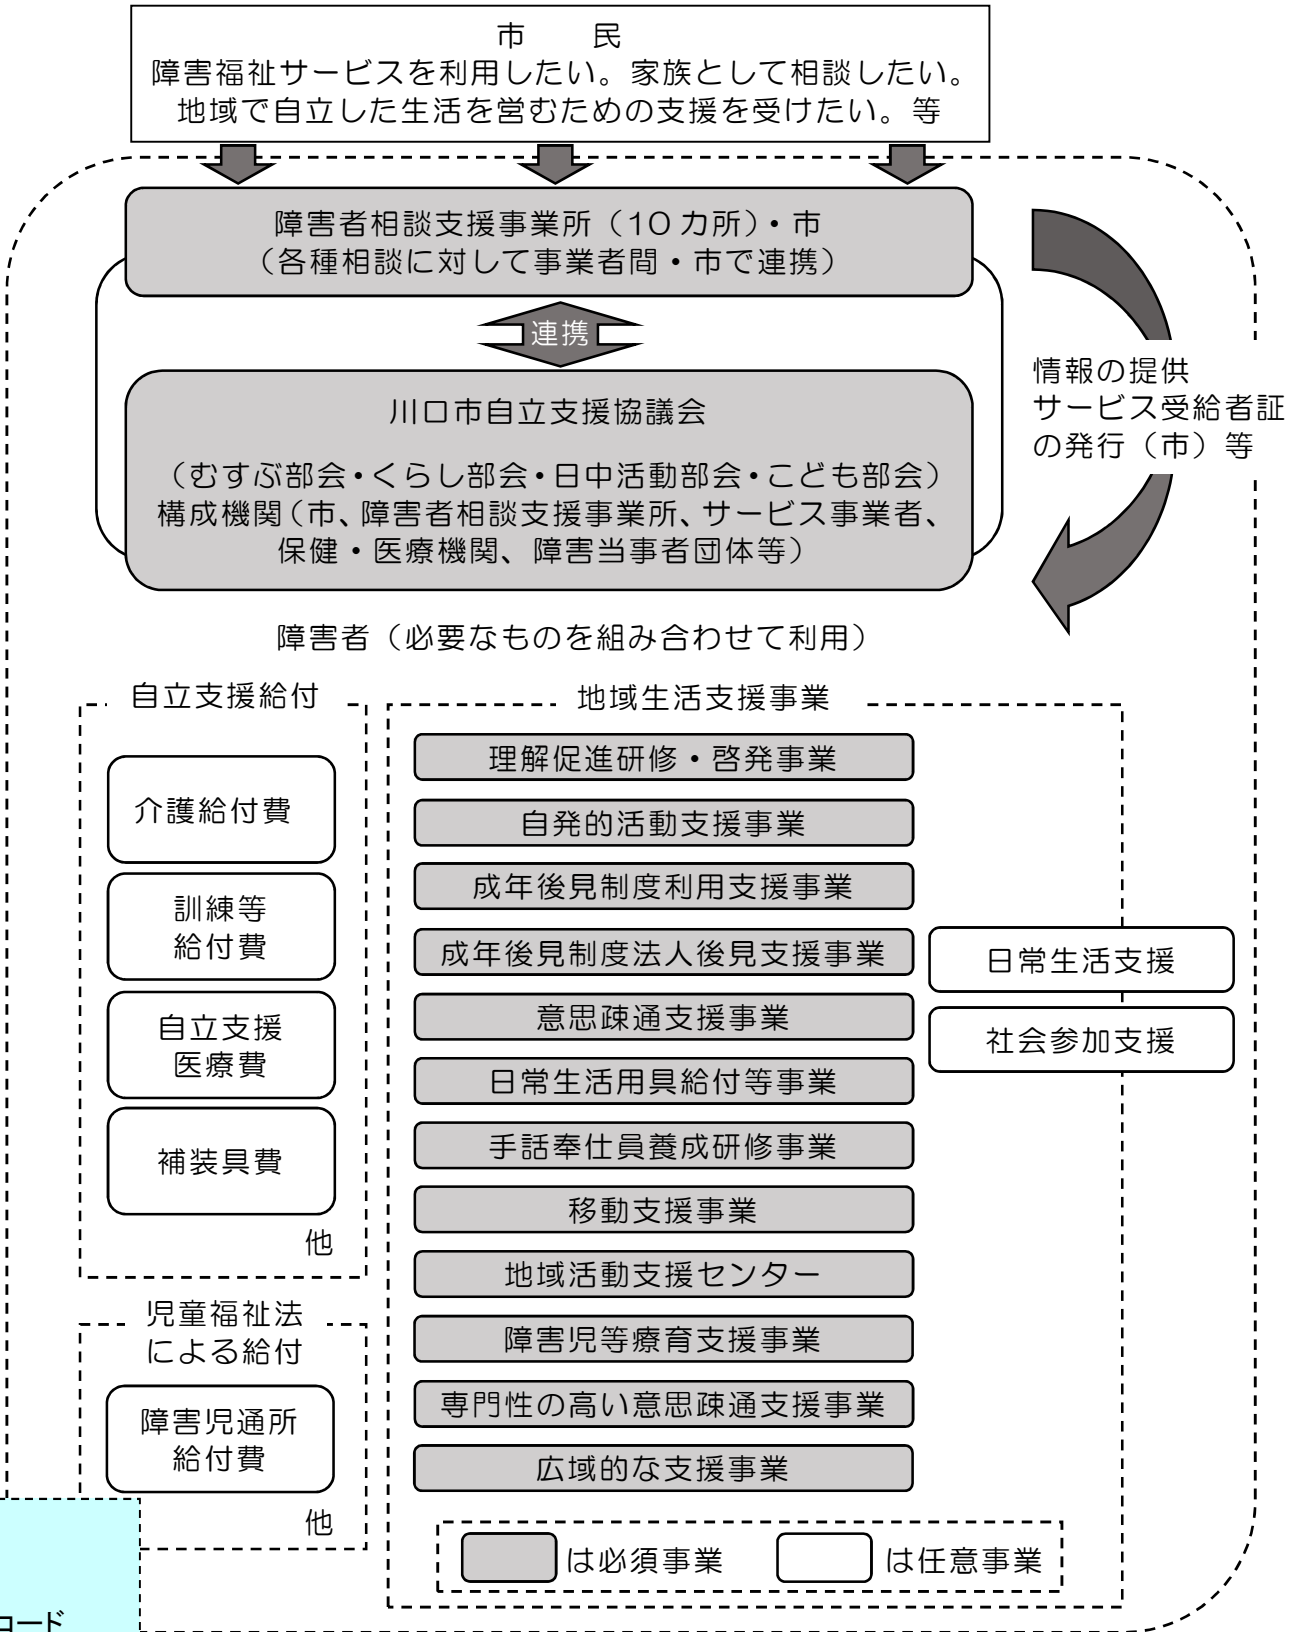 市　　民
障害福祉サービスを利用したい。家族として相談したい。
地域で自立した生活を営むための支援を受けたい。等
障害者相談支援事業所（10カ所）・市
（各種相談に対して事業者間・市で連携）
連携
川口市自立支援協議会
（むすぶ部会・くらし部会・日中活動部会・こども部会）
構成機関（市、障害者相談支援事業所、サービス事業者、
保健・医療機関、障害当事者団体等）
情報の提供
サービス受給者証
の発行（市）等
障害者（必要なものを組み合わせて利用）
自立支援給付
介護給付費
訓練等
給付費
自立支援
医療費
補装具費
他
児童福祉法
による給付
障害児通所
給付費
他
地域生活支援事業
理解促進研修・啓発事業
自発的活動支援事業
成年後見制度利用支援事業
成年後見制度法人後見支援事業
意思疎通支援事業
日常生活用具給付等事業
手話奉仕員養成研修事業
移動支援事業
地域活動支援センター
障害児等療育支援事業
専門性の高い意思疎通支援事業
広域的な支援事業
日常生活支援
社会参加支援
は必須事業
は任意事業
コード